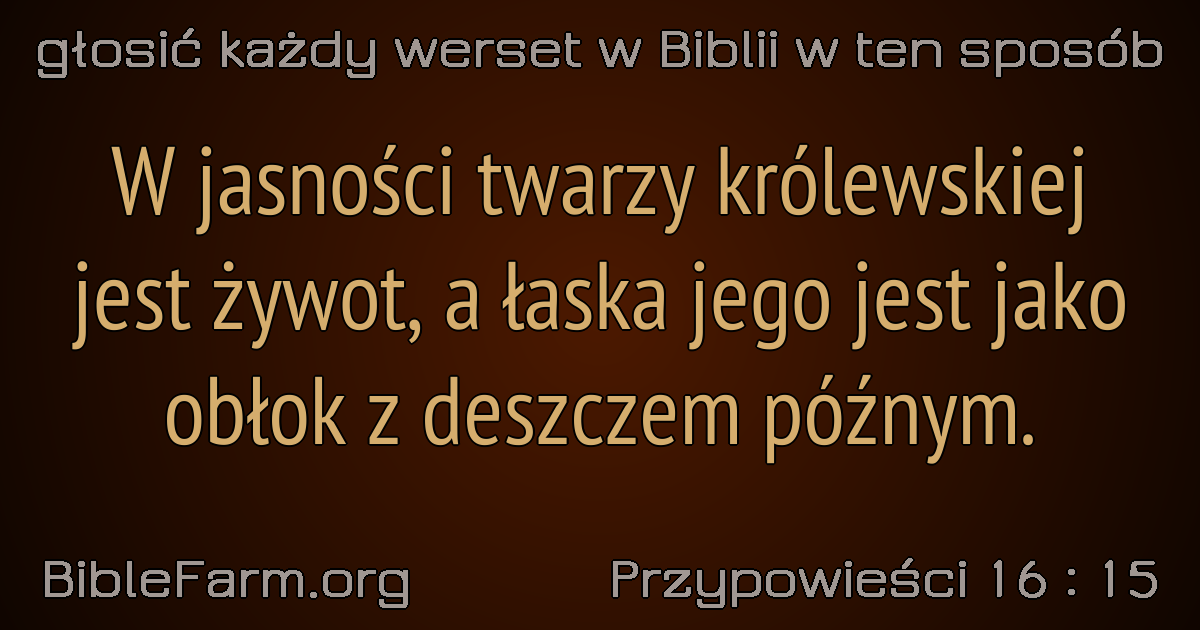 głosić każdy werset w Biblii w ten sposób
W jasności twarzy królewskiej
jest żywot, a łaska jego jest jako
obłok z deszczem późnym.
BibleFarm.org
Przypowieści 16 : 15